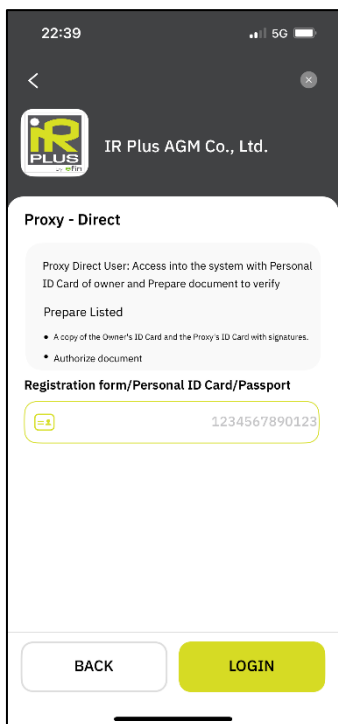 22:39
5G
iR
PLUS
by efin
IR Plus AGM Co., Ltd.
Proxy - Direct
Proxy Direct User: Access into the system with Personal
ID Card of owner and Prepare document to verify
Prepare Listed
• A copy of the Owner's ID Card and the Proxy's ID Card with signatures.
• Authorize document
Registration form/Personal ID Card/Passport
1234567890123
BACK
LOGIN